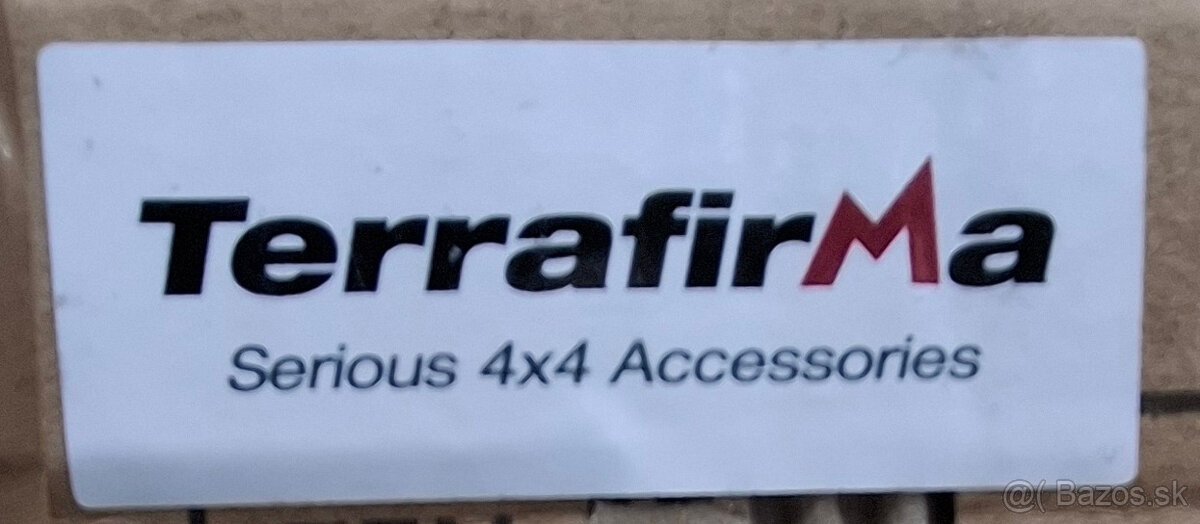 TerrafirMa
Serious 4x4 Accessories
@( Bazos.sk